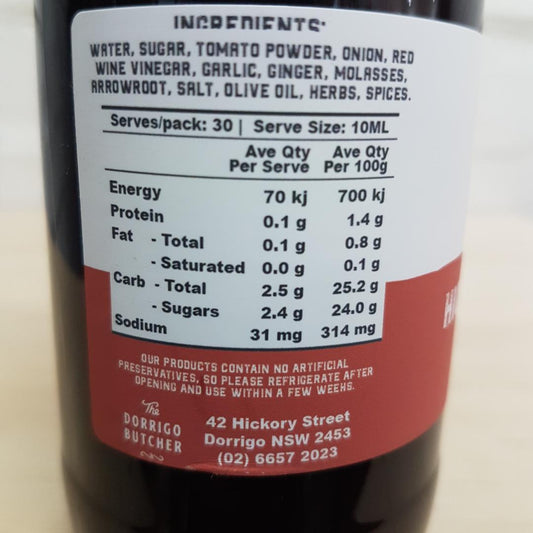 INGREDIENTS:
WATER, SUGAR, TOMATO POWDER, ONION, RED
WINE VINEGAR, GARLIC, GINGER, MOLASSES,
ARROWROOT, SALT, OLIVE OIL, HERBS, SPICES.
Serves/pack: 30 | Serve Size: 10ML
Ave Qty Ave Qty
Per Serve Per 100g
Energy 70 kj 700 kj
Protein 0.1 g 1.4 g
Fat - Total 0.1 g 0.8 g
- Saturated 0.0 g 0.1 g
Carb - Total 2.5 g 25.2 g
- Sugars 2.4 g 24.0 g
Sodium 31 mg 314 mg
OUR PRODUCTS CONTAIN NO ARTIFICIAL
PRESERVATIVES, SO PLEASE REFRIGERATE AFTER
OPENING AND USE WITHIN A FEW WEEKS.
The
DORRIGO
BUTCHER
42 Hickory Street
Dorrigo NSW 2453
(02) 6657 2023